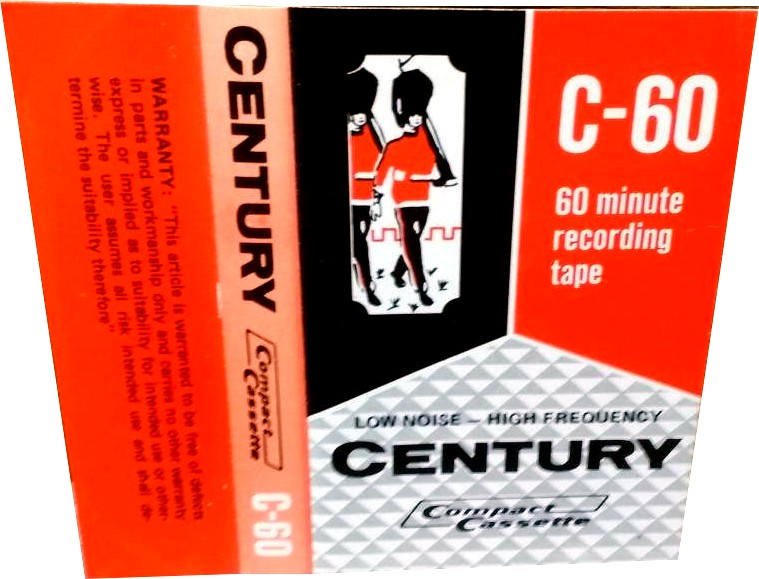 WARRANTY: "This article is warranted to be free of defects
in parts and workmanship only and carries no other warranty
express or implied as to suitability for intended use or other-
wise. The user assumes all risk intended use and shall de-
termine the suitability therefore"
CENTURY
Compact
Cassette
C-60
C-60
60 minute
recording
tape
LOW NOISE – HIGH FREQUENCY
CENTURY
Compact
Cassette